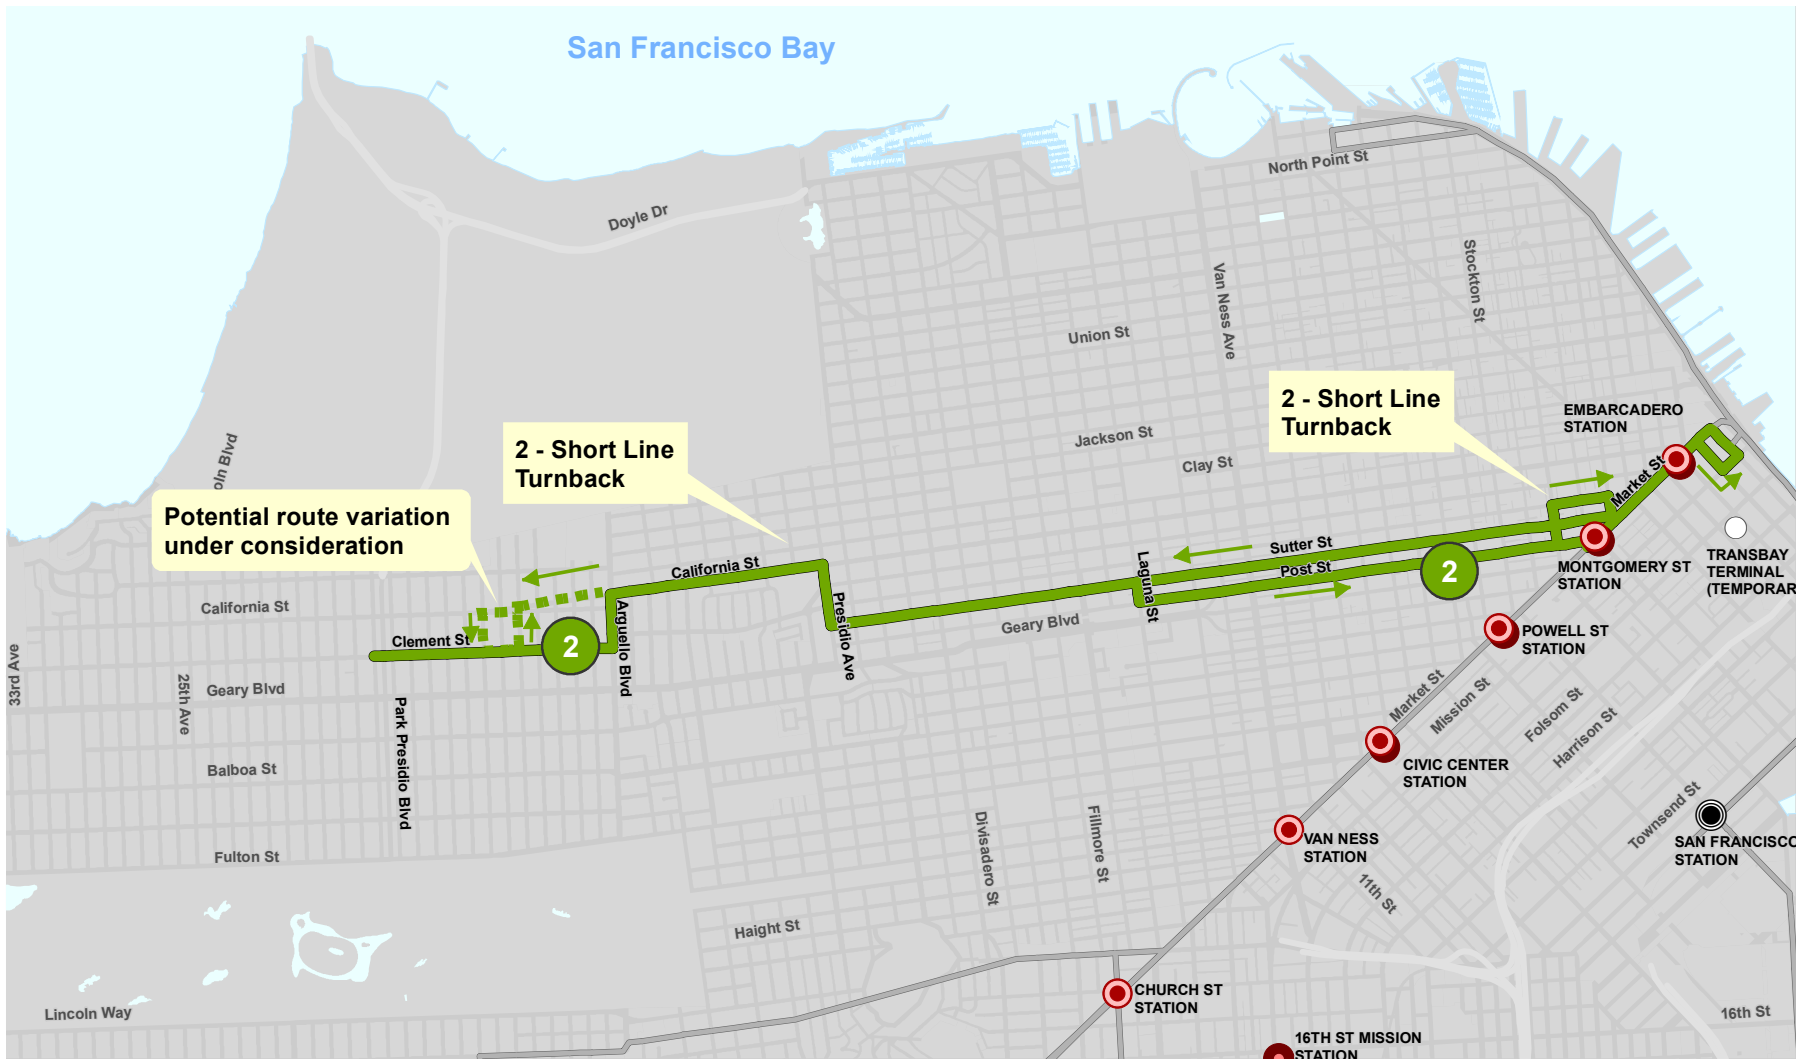 San Francisco Bay
Doyle Dr
North Point St
Stockton St
Van Ness Ave
Union St
2 - Short Line
Turnback
EMBARCADERO
STATION
2 - Short Line
Turnback
Jackson St
Clay St
oln Blvd
Market St
Potential route variation
under consideration
TRANSBAY
TERMINAL
(TEMPORAR
Sutter St
Post St
2
MONTGOMERY ST
STATION
Laguna St
California St
California St
Presidio Ave
Arguello Blvd
Geary Blvd
Clement St
2
POWELL ST
STATION
33rd Ave
25th Ave
Geary Blvd
Park Presidio Blvd
Market St
Mission St
Folsom St
Harrison St
Balboa St
CIVIC CENTER
STATION
Townsend St
Divisadero St
Fillmore St
VAN NESS
STATION
SAN FRANCISCO
STATION
Fulton St
11th St
Haight St
CHURCH ST
STATION
Lincoln Way
16th St
16TH ST MISSION
STATION